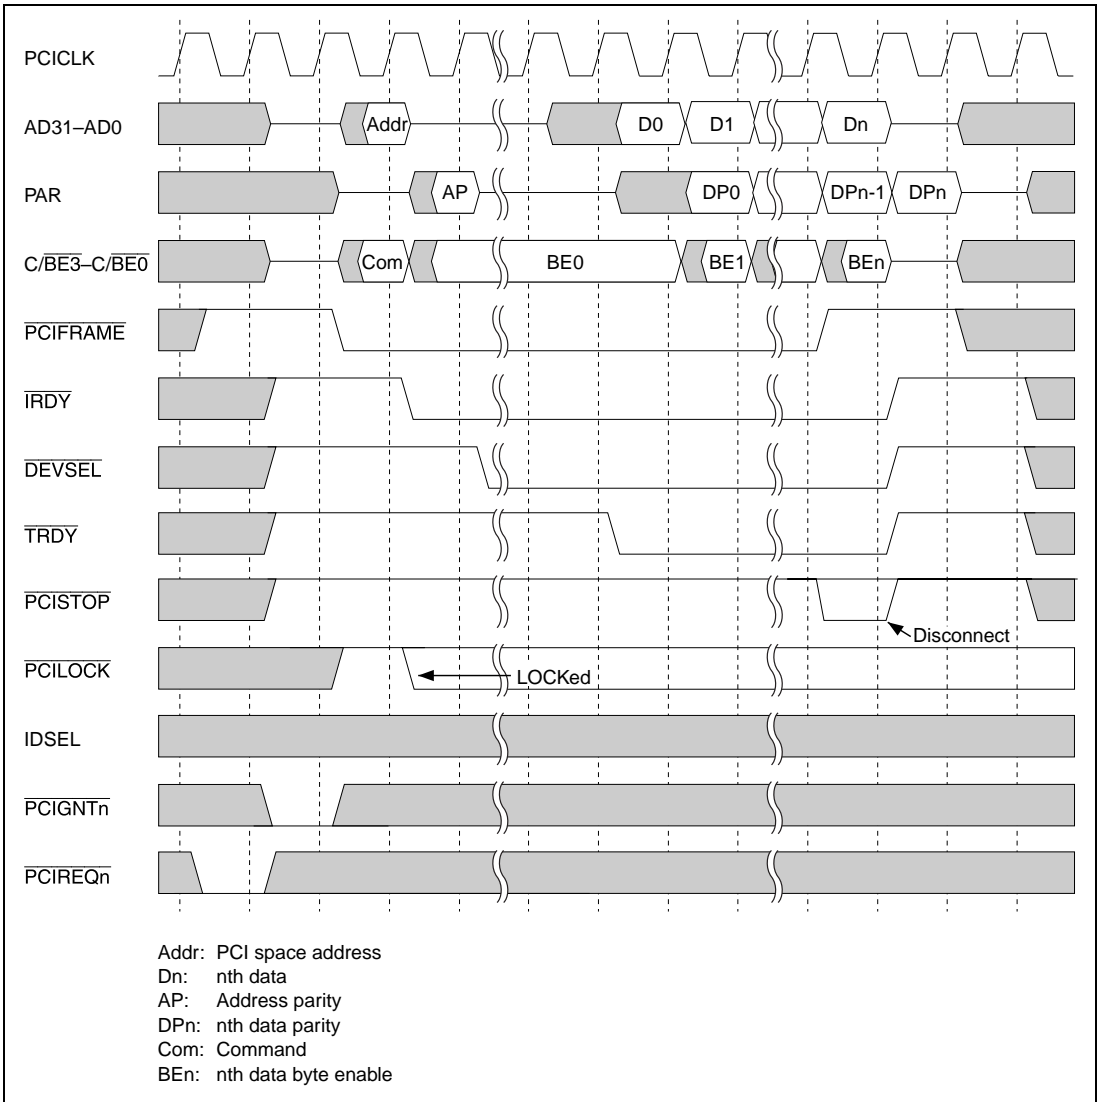 PCICLK
AD31–AD0 Addr D0 D1 Dn
PAR AP DP0 DPn-1 DPn
C/BE3–C/BE0 Com BE0 BE1 BEn
PCIFRAME
IRDY
DEVSEL
TRDY
PCISTOP
Disconnect
PCILOCK
LOCKed
IDSEL
PCIGNTn
PCIREQn
Addr: PCI space address
Dn: nth data
AP: Address parity
DPn: nth data parity
Com: Command
BEn: nth data byte enable